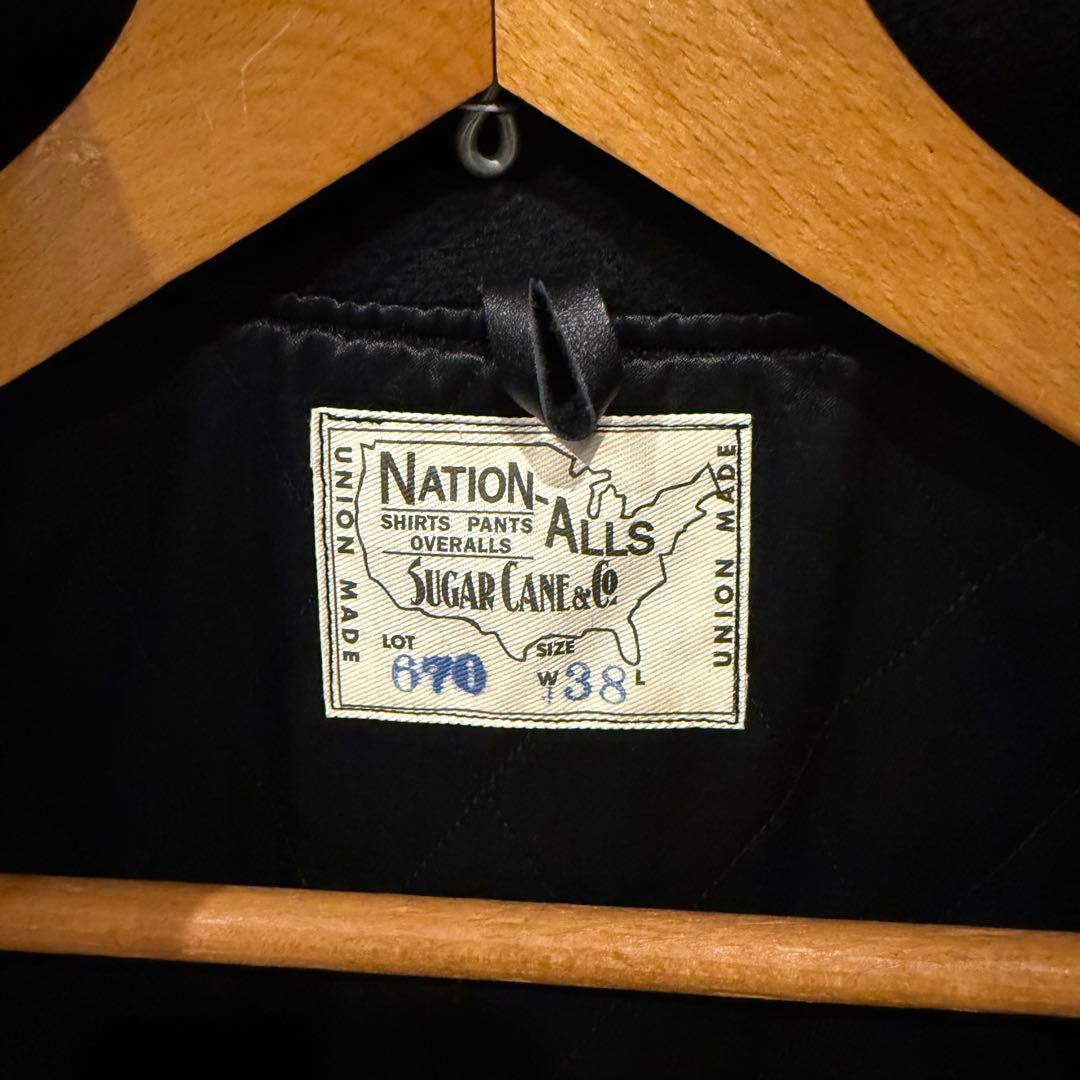 UNION MADE
NATION-ALLS
SHIRTS PANTS
OVERALLS
SUGAR CANE & Co.
LOT
670
SIZE
W 38 L
UNION MADE